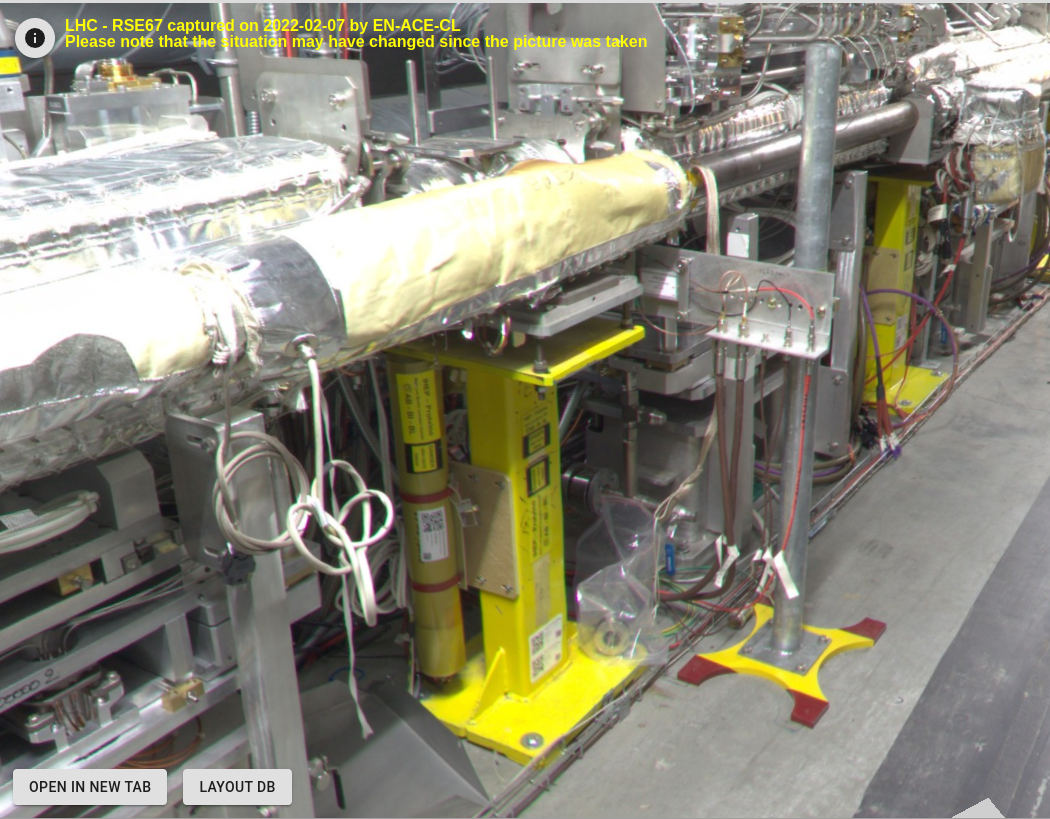 LHC - RSE67 captured on 2022-02-07 by EN-ACE-CL
Please note that the situation may have changed since the picture was taken
OPEN IN NEW TAB
LAYOUT DB